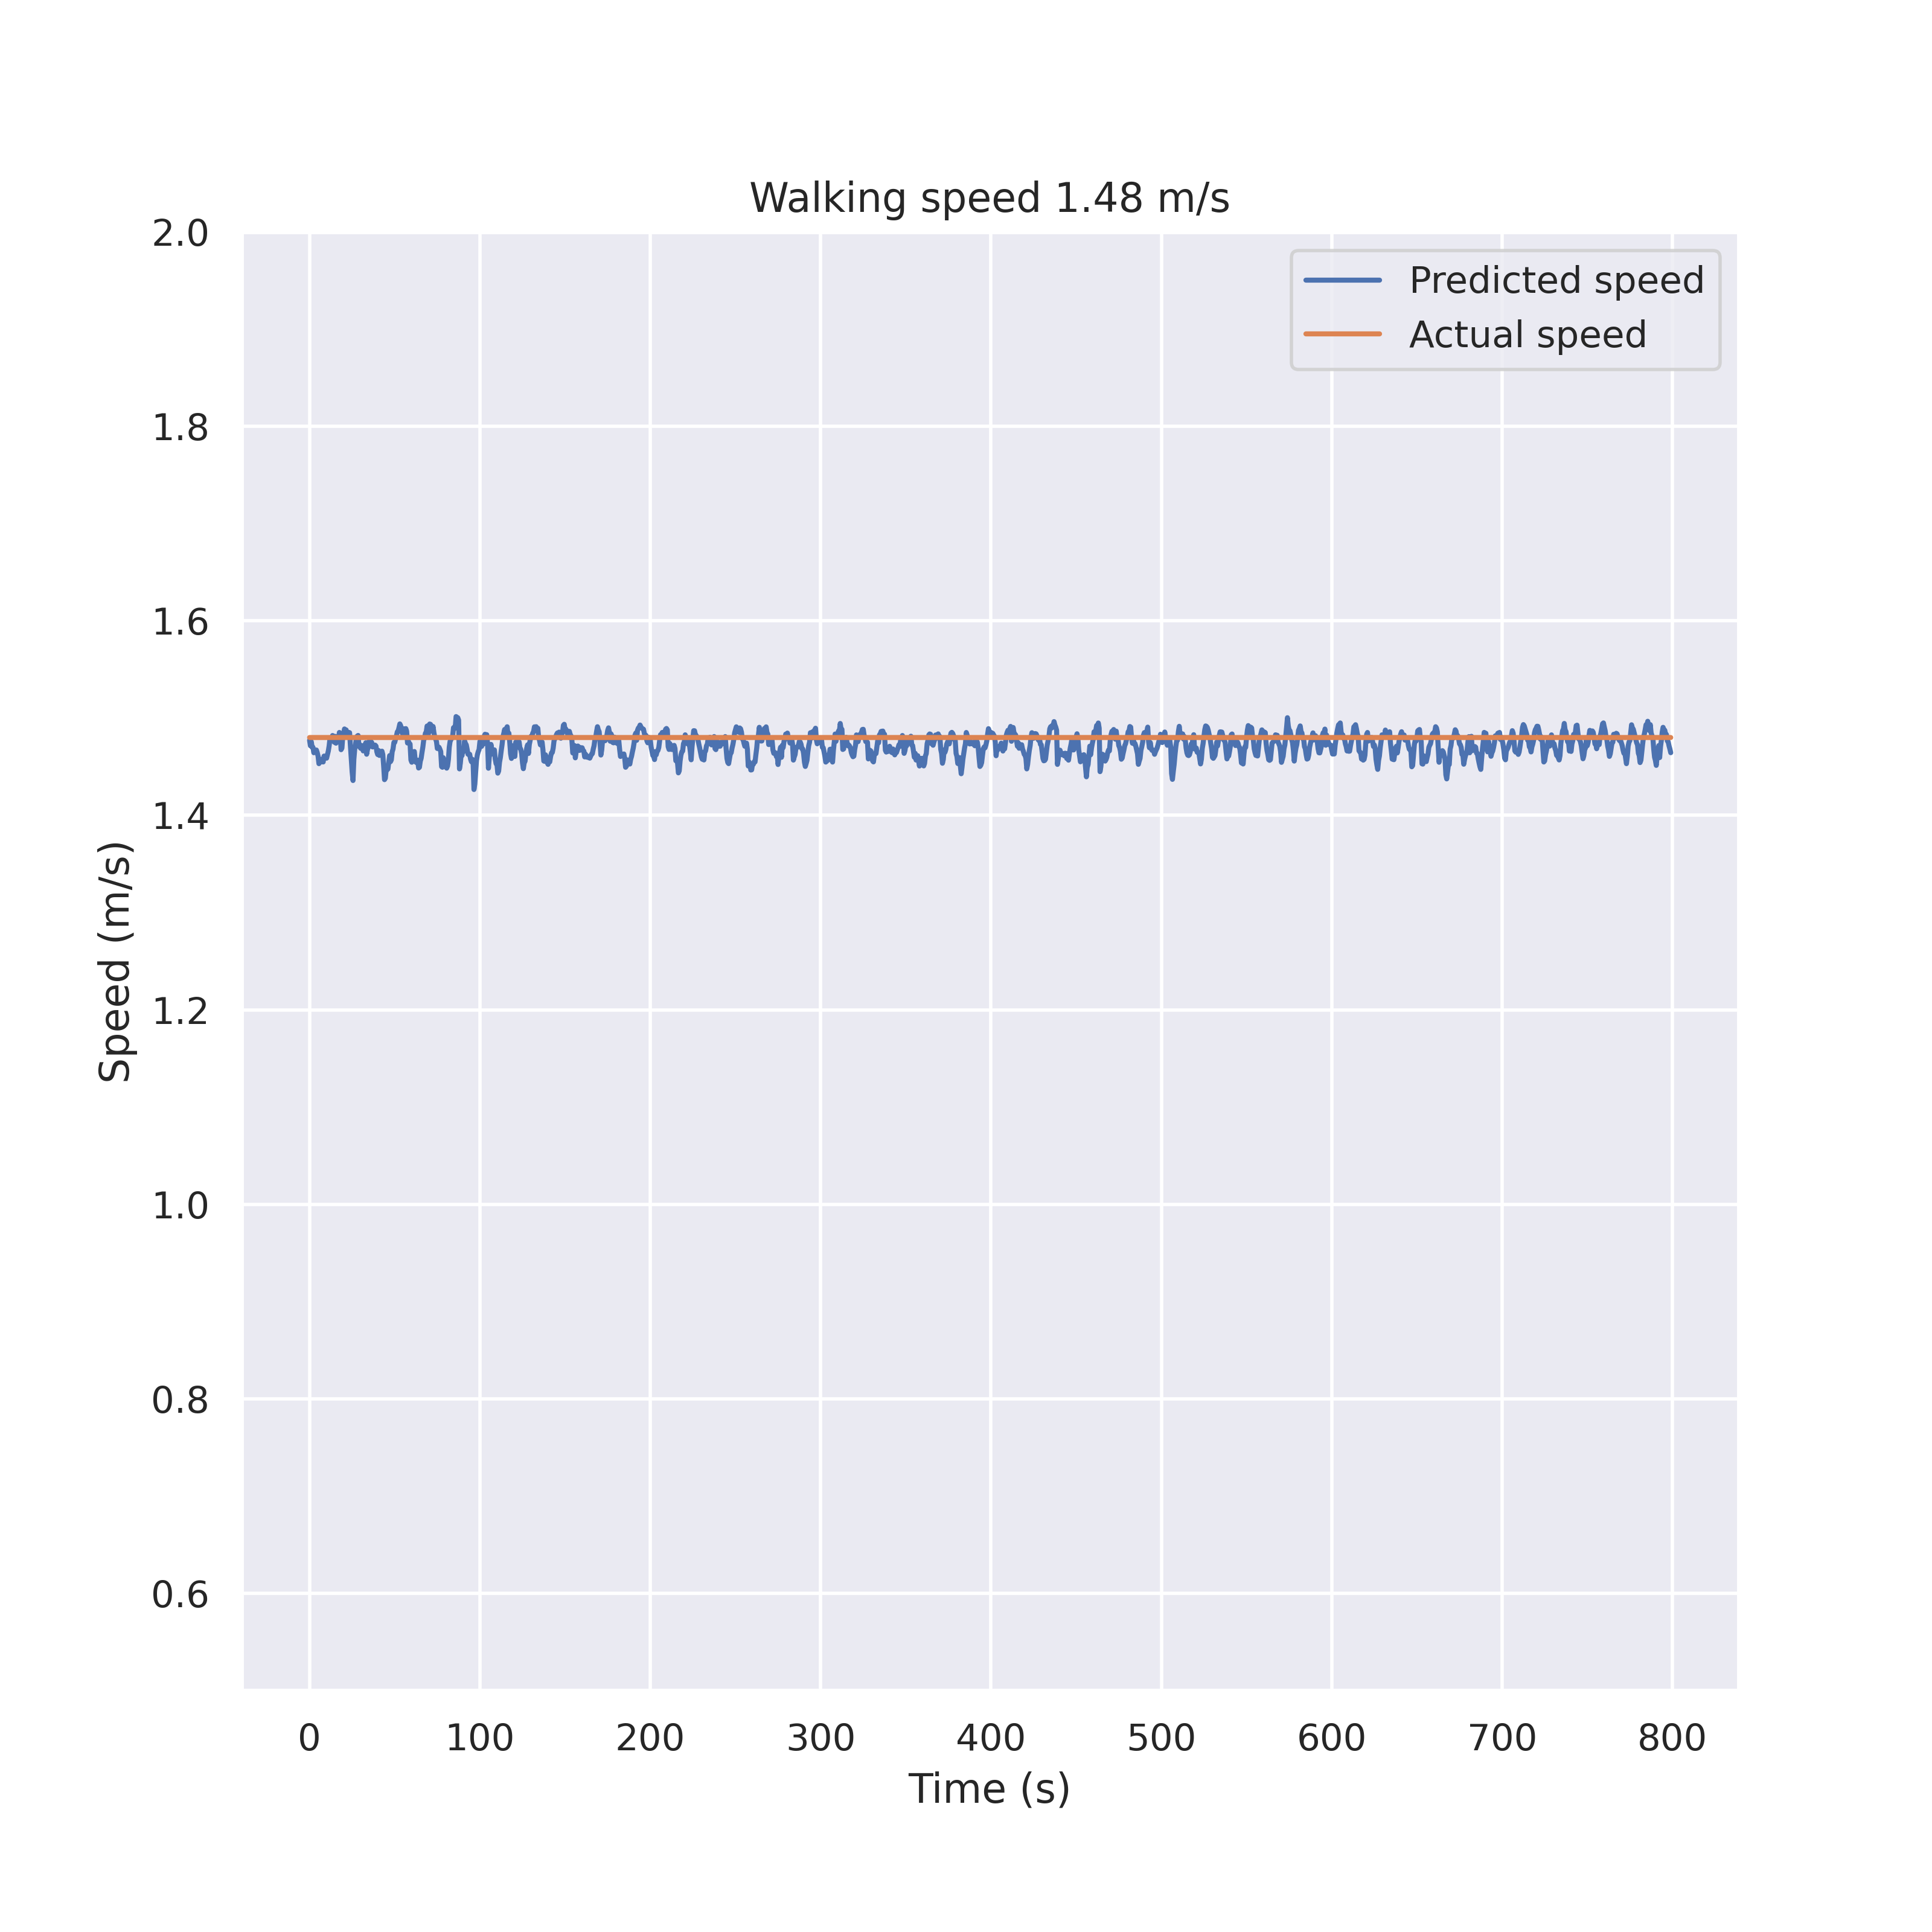 Walking speed 1.48 m/s
Predicted speed
Actual speed
2.0
1.8
1.6
1.4
1.2
1.0
0.8
0.6
Speed (m/s)
0 100 200 300 400 500 600 700 800
Time (s)